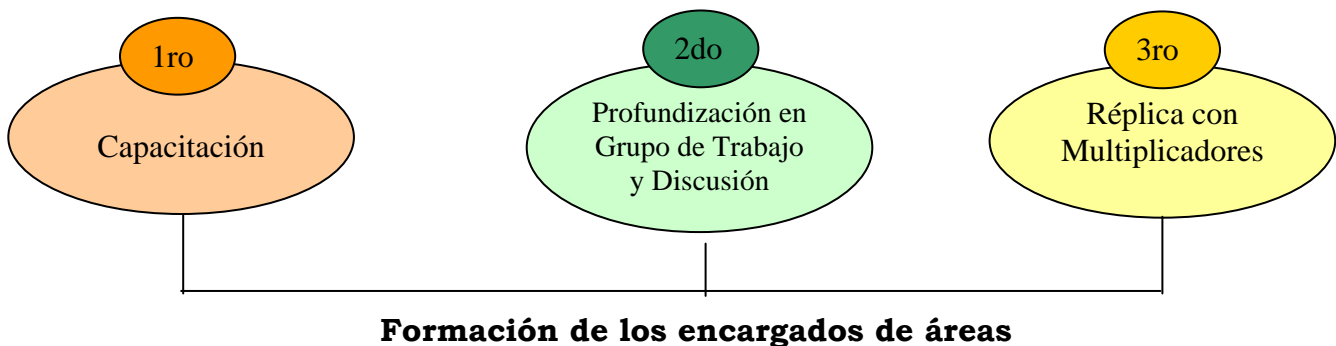 1ro
Capacitación
2do
Profundización en
Grupo de Trabajo
y Discusión
3ro
Réplica con
Multiplicadores
Formación de los encargados de áreas